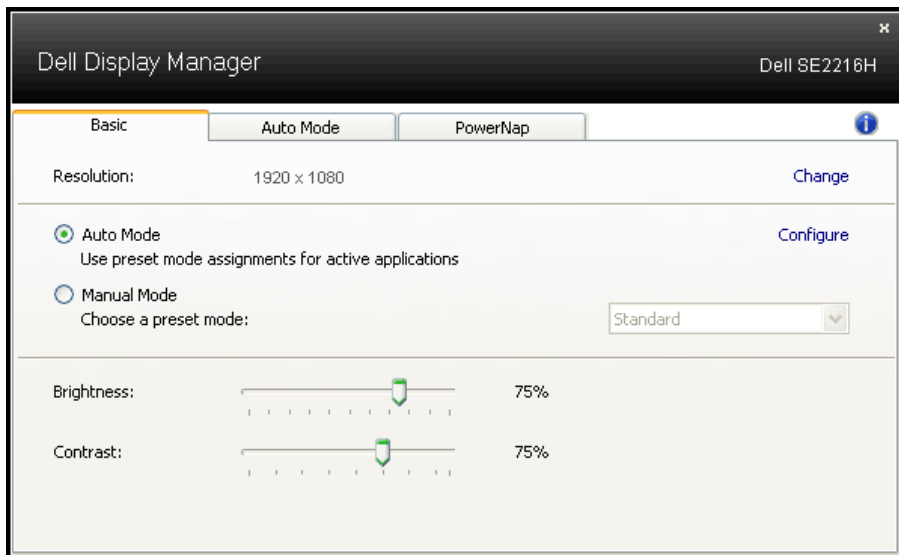 Dell Display Manager
Dell SE2216H
Basic
Auto Mode
PowerNap
Resolution:
1920 x 1080
Change
Auto Mode
Configure
Use preset mode assignments for active applications
Manual Mode
Choose a preset mode:
Standard
Brightness:
75%
Contrast:
75%